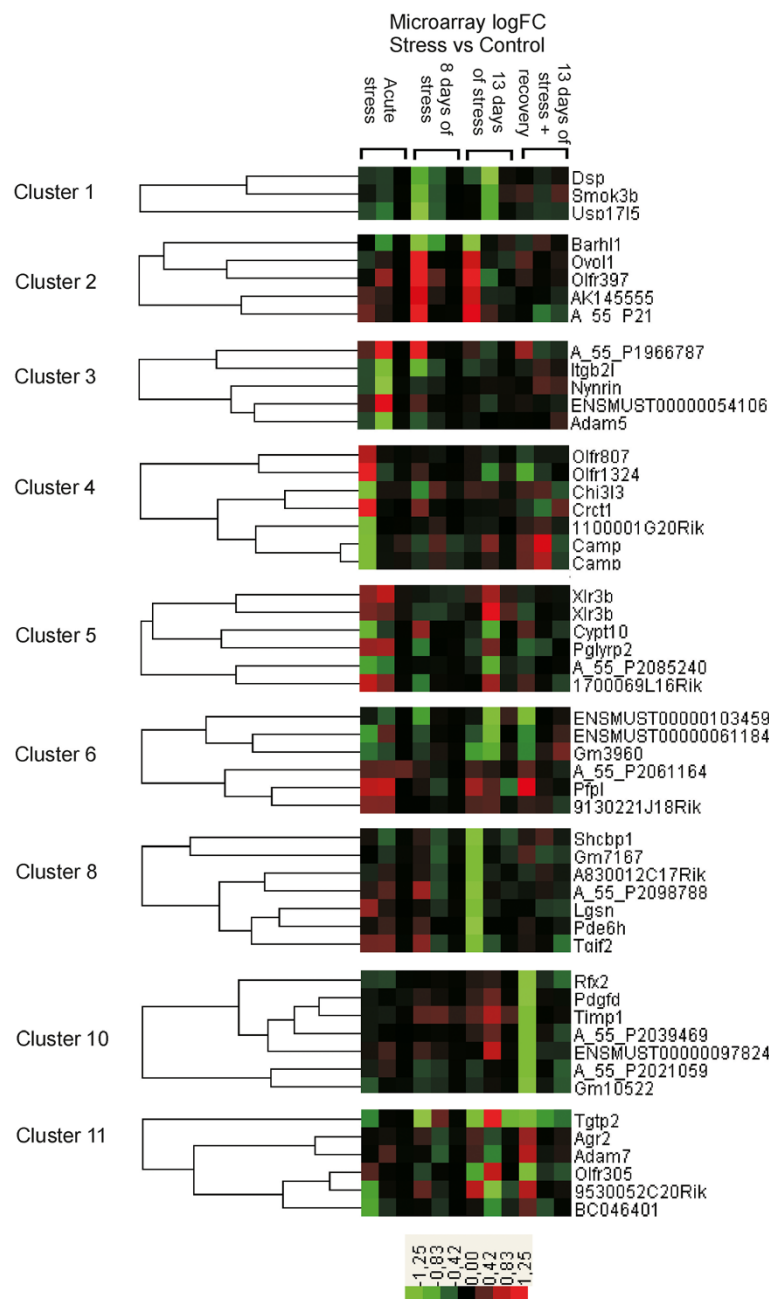 Microarray logFC
Stress vs Control
Acute
stress
8 days of
stress
13 days
of stress
13 days of
stress +
recovery
Cluster 1
Dsp
Smok3b
Usp17l5
Cluster 2
Barhl1
Ovol1
Olfr397
AK145555
A_55_P21
Cluster 3
A_55_P1966787
Itgb2l
Nynrin
ENSMUST00000054106
Adam5
Cluster 4
Olfr807
Olfr1324
Chi3l3
Crct1
1100001G20Rik
Camp
Camp
Cluster 5
Xlr3b
Xlr3b
Cypt10
Pglyrp2
A_55_P2085240
1700069L16Rik
Cluster 6
ENSMUST00000103459
ENSMUST00000061184
Gm3960
A_55_P2061164
Pfpl
9130221J18Rik
Cluster 8
Shcbp1
Gm7167
A830012C17Rik
A_55_P2098788
Lgsn
Pde6h
Tgif2
Cluster 10
Rfx2
Pdgfd
Timp1
A_55_P2039469
ENSMUST00000097824
A_55_P2021059
Gm10522
Cluster 11
Tgtp2
Agr2
Adam7
Olfr305
9530052C20Rik
BC046401
-1,25
-0,83
-0,42
0,00
0,42
0,83
1,25